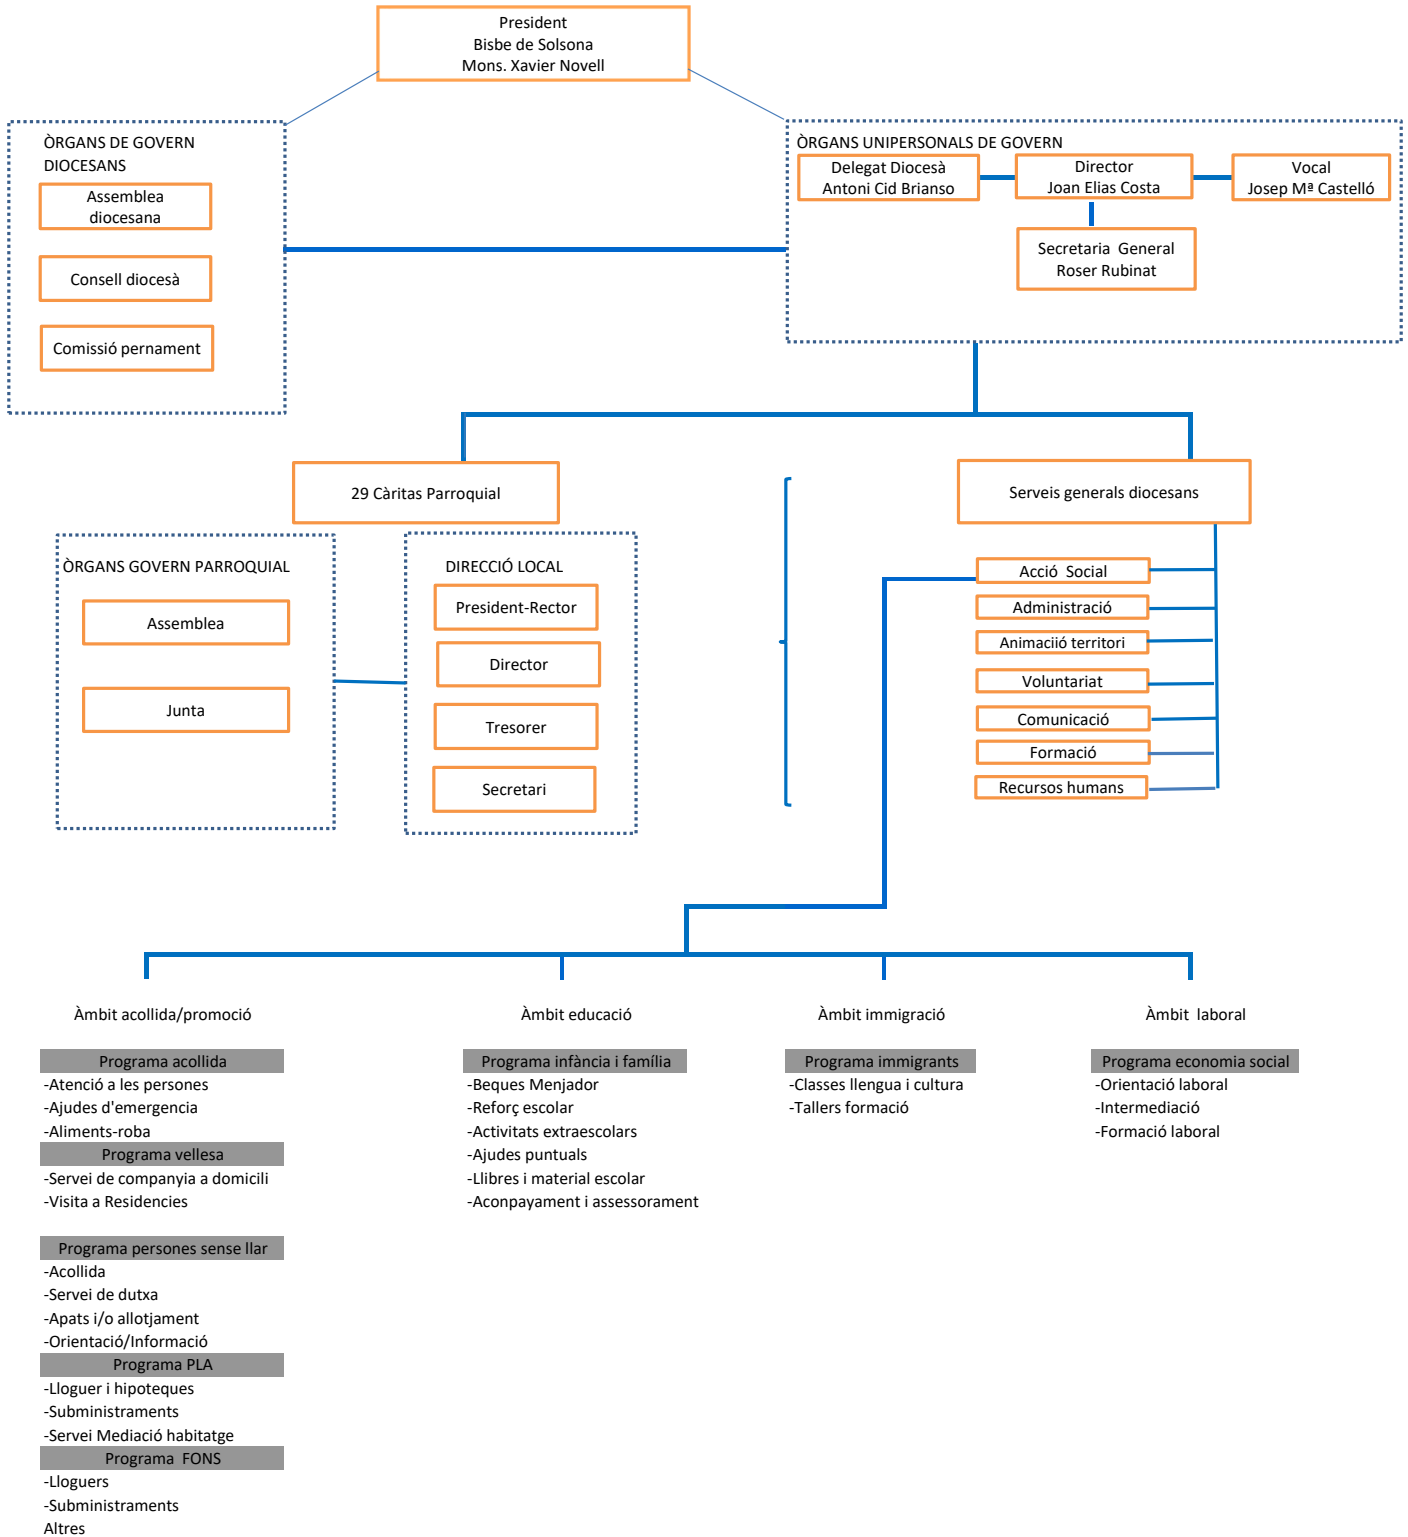 President
Bisbe de Solsona
Mons. Xavier Novell
ÒRGANS DE GOVERN
DIOCESANS
Assemblea
diocesana
Consell diocesà
Comissió pernament
ÒRGANS UNIPERSONALS DE GOVERN
Delegat Diocesà
Antoni Cid Brianso
Director
Joan Elias Costa
Vocal
Josep Mª Castelló
Secretaria General
Roser Rubinat
29 Càritas Parroquial
Serveis generals diocesans
ÒRGANS GOVERN PARROQUIAL
Assemblea
Junta
DIRECCIÓ LOCAL
President-Rector
Director
Tresorer
Secretari
Acció Social
Administració
Animaciió territori
Voluntariat
Comunicació
Formació
Recursos humans
Àmbit acollida/promoció
Programa acollida
-Atenció a les persones
-Ajudes d'emergencia
-Aliments-roba
Programa vellesa
-Servei de companyia a domicili
-Visita a Residencies
Programa persones sense llar
-Acollida
-Servei de dutxa
-Apats i/o allotjament
-Orientació/Informació
Programa PLA
-Lloguer i hipoteques
-Subministraments
-Servei Mediació habitatge
Programa FONS
-Lloguers
-Subministraments
Altres
Àmbit educació
Programa infància i família
-Beques Menjador
-Reforç escolar
-Activitats extraescolars
-Ajudes puntuals
-Llibres i material escolar
-Aconpayament i assessorament
Àmbit immigració
Programa immigrants
-Classes llengua i cultura
-Tallers formació
Àmbit laboral
Programa economia social
-Orientació laboral
-Intermediació
-Formació laboral